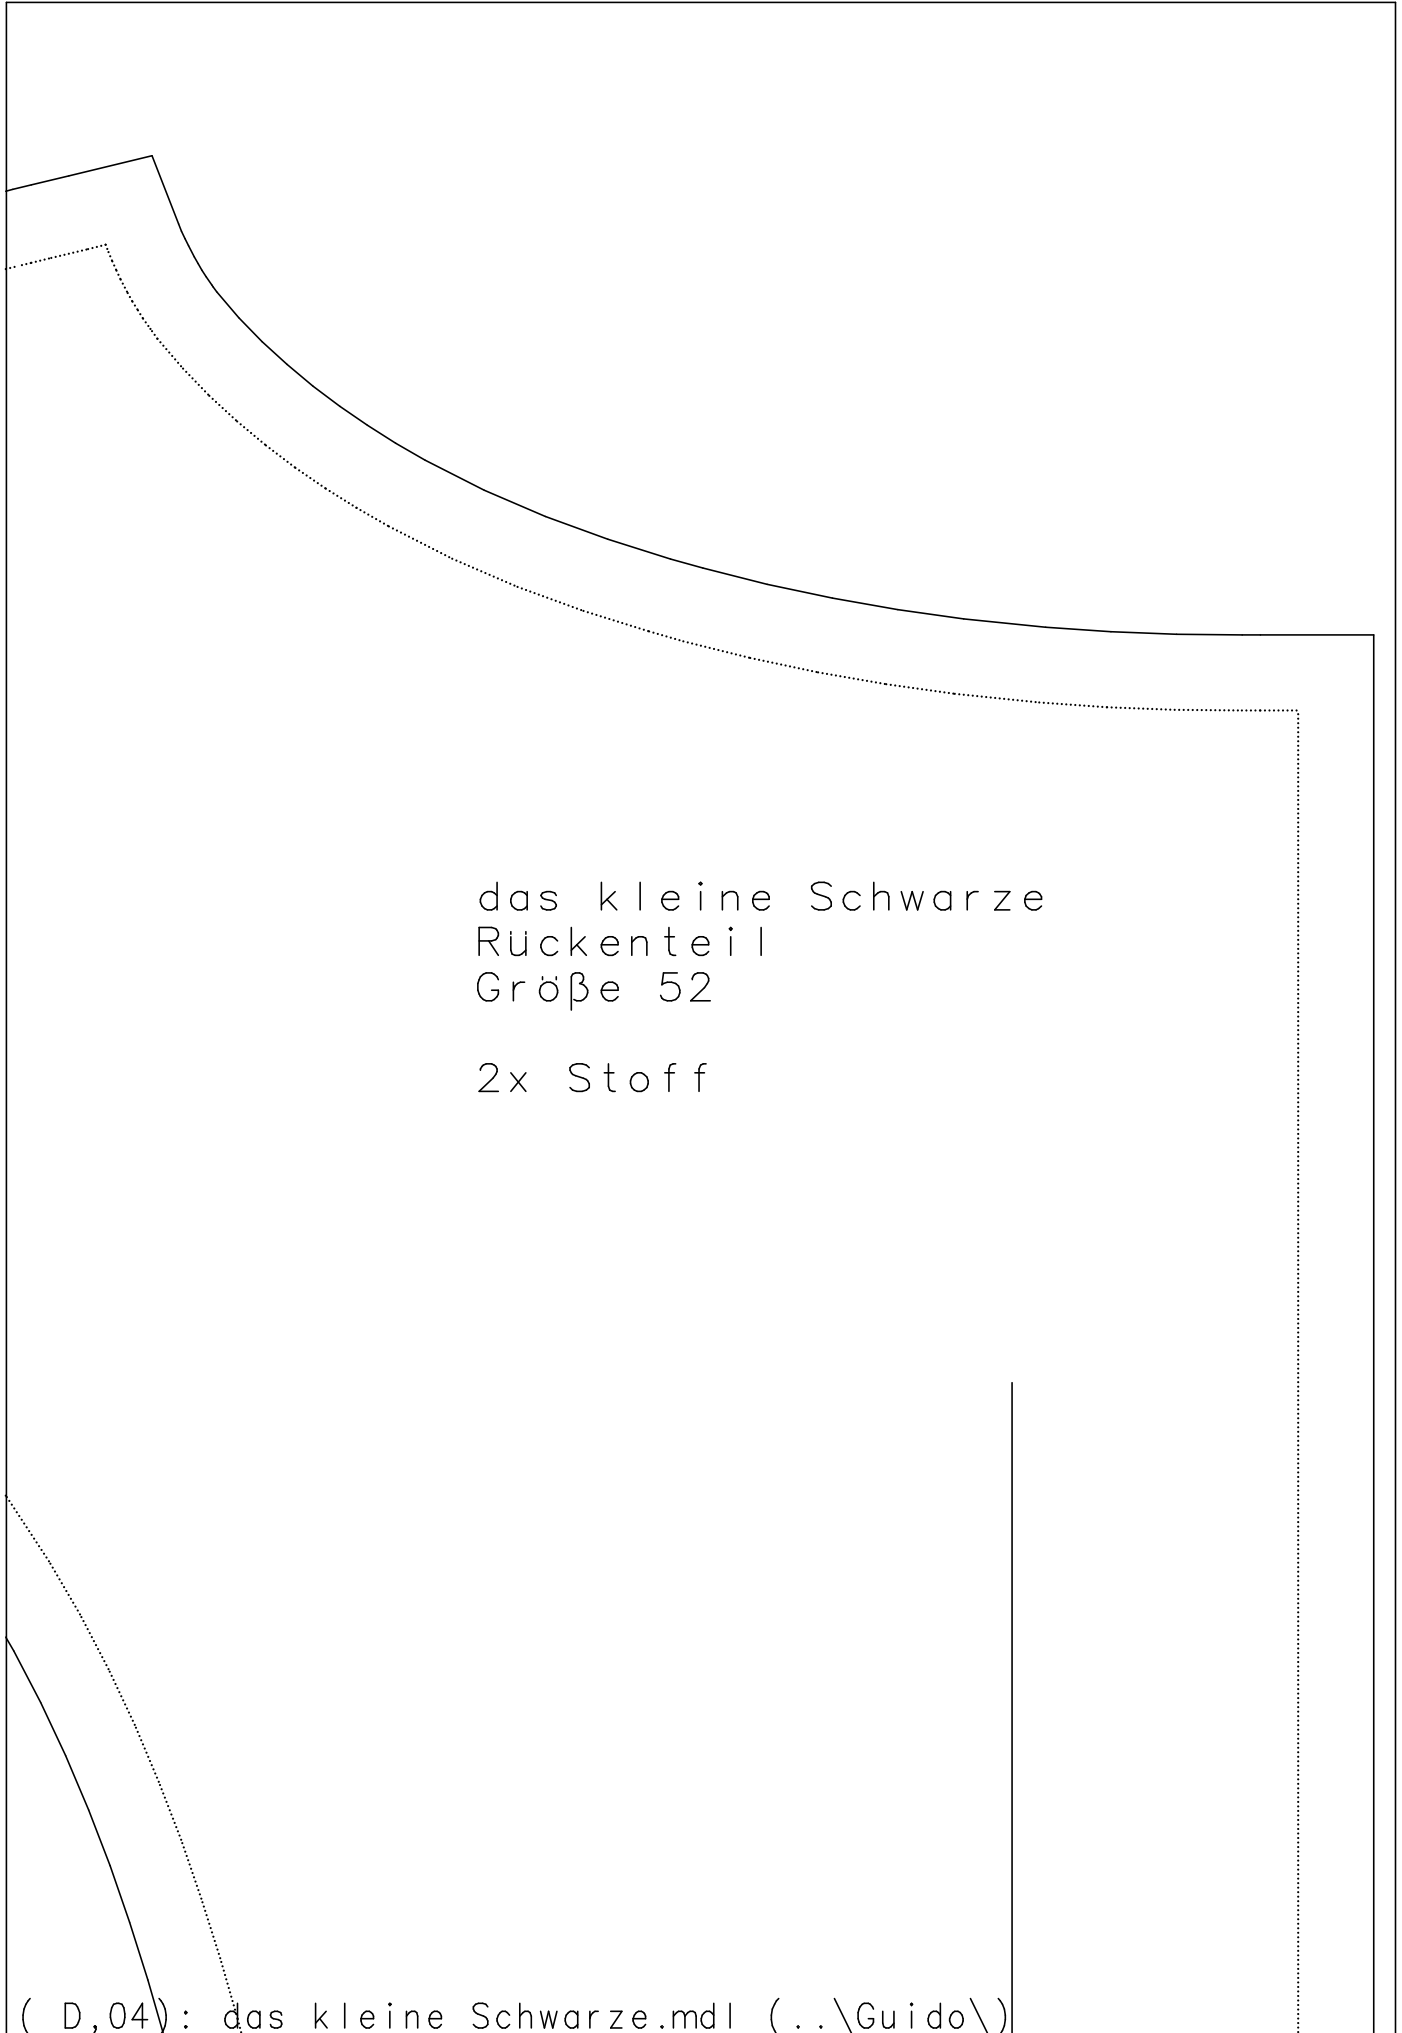 das kleine Schwarze
Rückenteil
Größe 52
2x Stoff
( D,04): das kleine Schwarze.mdl (..\Guido\)